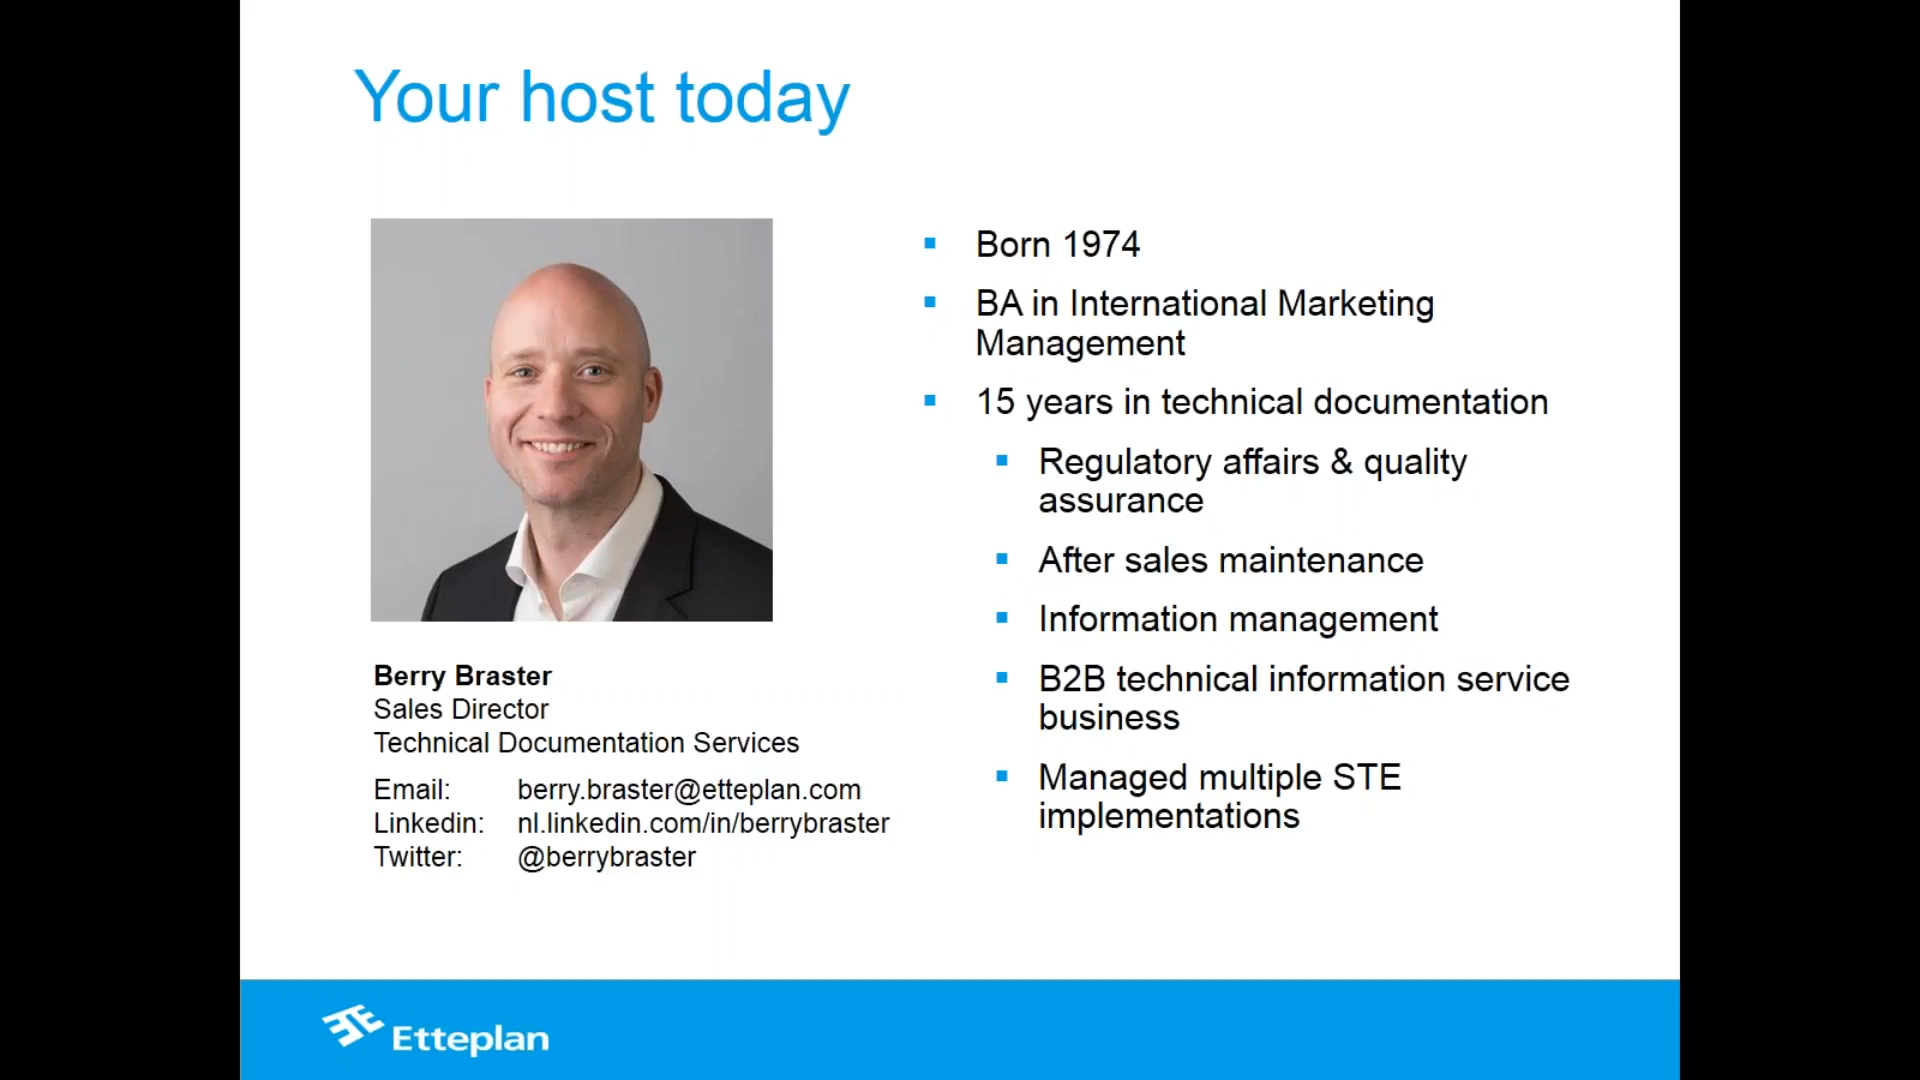 Your host today
Berry Braster
Sales Director
Technical Documentation Services
Email: berry.braster@etteplan.com
Linkedin: nl.linkedin.com/in/berrybraster
Twitter: @berrybraster
Born 1974
BA in International Marketing
Management
15 years in technical documentation
Regulatory affairs & quality
assurance
After sales maintenance
Information management
B2B technical information service
business
Managed multiple STE
implementations
Etteplan